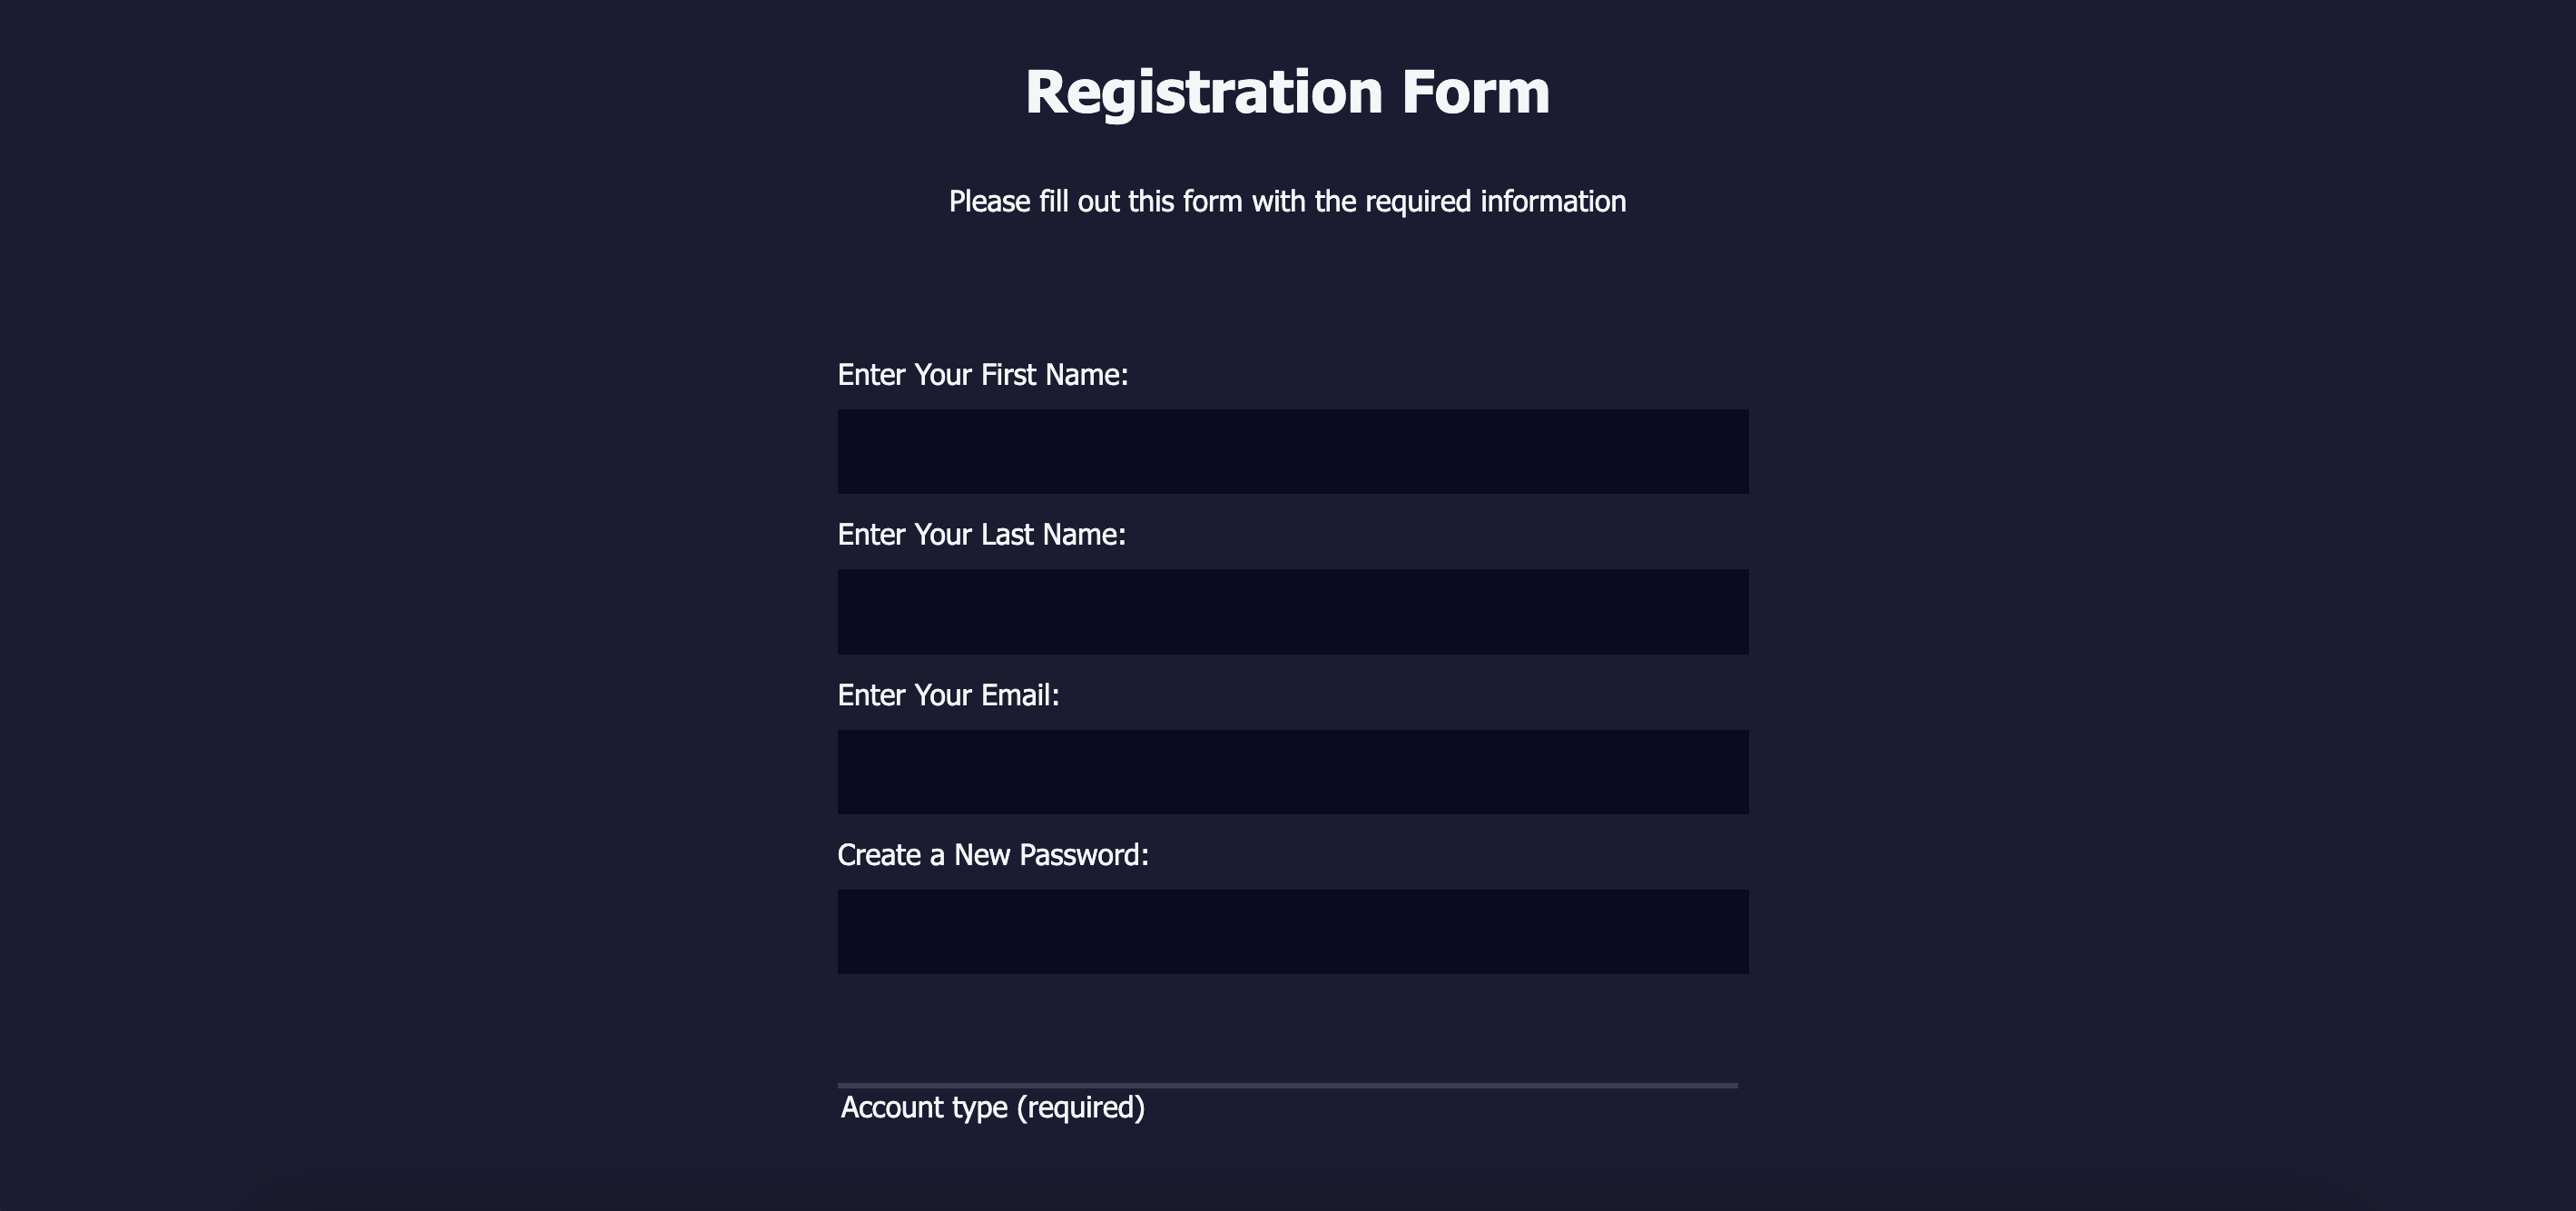 Registration Form
Please fill out this form with the required information
Enter Your First Name:
Enter Your Last Name:
Enter Your Email:
Create a New Password:
Account type (required)